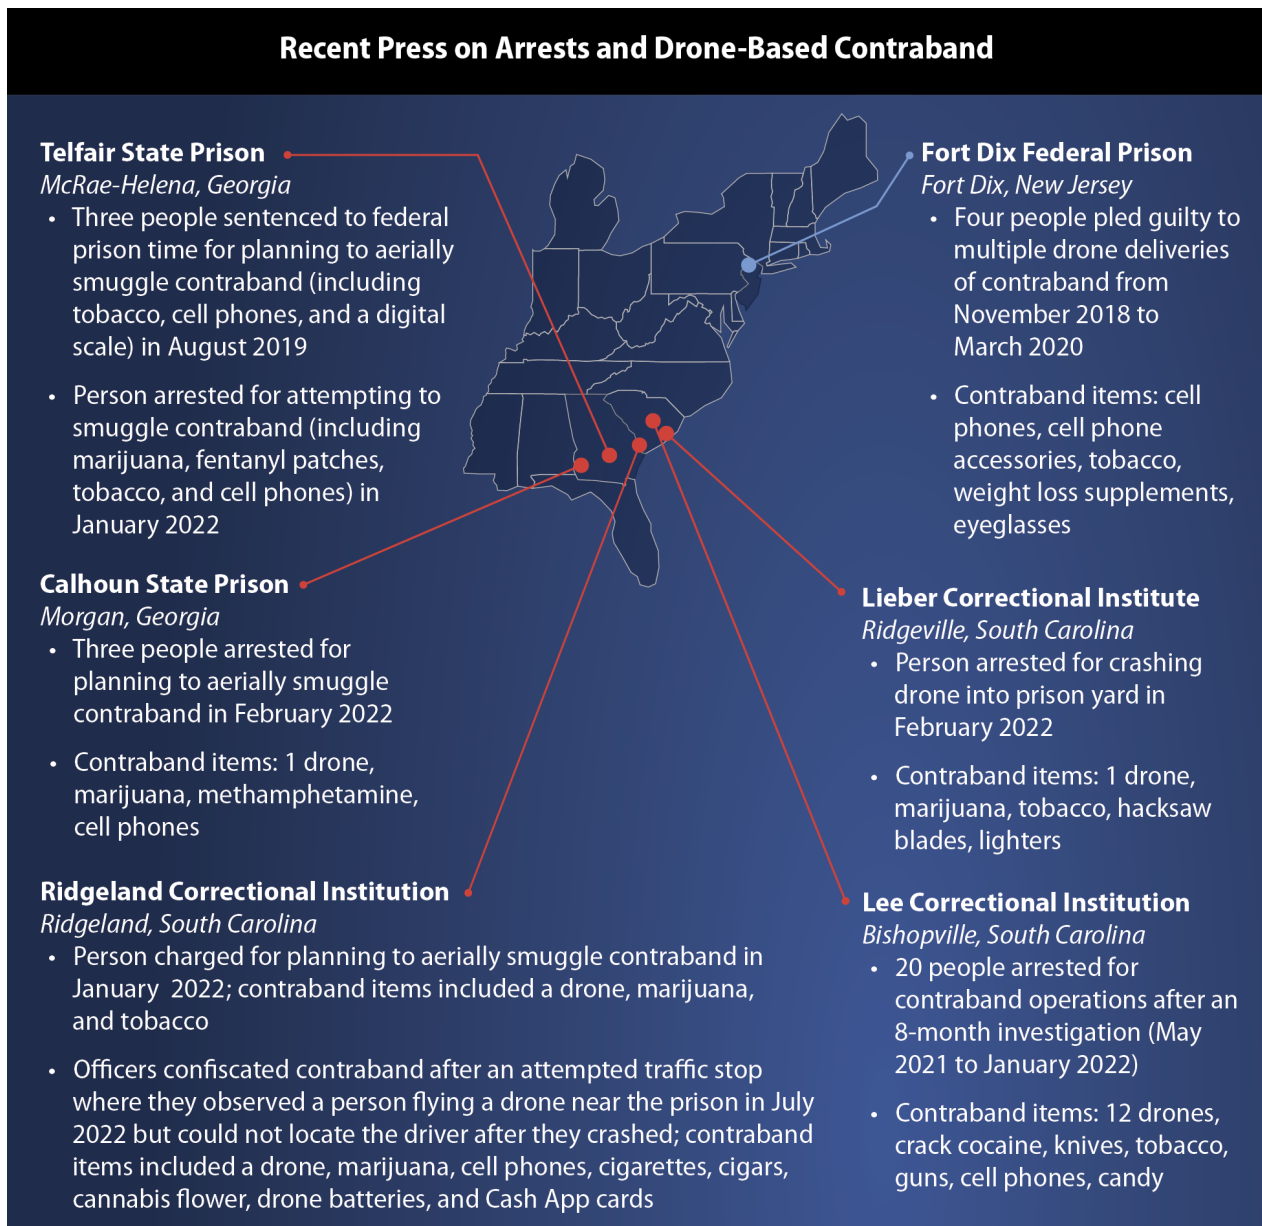 Recent Press on Arrests and Drone-Based Contraband
Telfair State Prison
McRae-Helena, Georgia
• Three people sentenced to federal
prison time for planning to aerially
smuggle contraband (including
tobacco, cell phones, and a digital
scale) in August 2019
• Person arrested for attempting to
smuggle contraband (including
marijuana, fentanyl patches,
tobacco, and cell phones) in
January 2022
Calhoun State Prison
Morgan, Georgia
• Three people arrested for
planning to aerially smuggle
contraband in February 2022
• Contraband items: 1 drone,
marijuana, methamphetamine,
cell phones
Ridgeland Correctional Institution
Ridgeland, South Carolina
• Person charged for planning to aerially smuggle contraband in
January 2022; contraband items included a drone, marijuana,
and tobacco
• Officers confiscated contraband after an attempted traffic stop
where they observed a person flying a drone near the prison in July
2022 but could not locate the driver after they crashed; contraband
items included a drone, marijuana, cell phones, cigarettes, cigars,
cannabis flower, drone batteries, and Cash App cards
Fort Dix Federal Prison
Fort Dix, New Jersey
• Four people pled guilty to
multiple drone deliveries
of contraband from
November 2018 to
March 2020
• Contraband items: cell
phones, cell phone
accessories, tobacco,
weight loss supplements,
eyeglasses
Lieber Correctional Institute
Ridgeville, South Carolina
• Person arrested for crashing
drone into prison yard in
February 2022
• Contraband items: 1 drone,
marijuana, tobacco, hacksaw
blades, lighters
Lee Correctional Institution
Bishopville, South Carolina
• 20 people arrested for
contraband operations after an
8-month investigation (May
2021 to January 2022)
• Contraband items: 12 drones,
crack cocaine, knives, tobacco,
guns, cell phones, candy